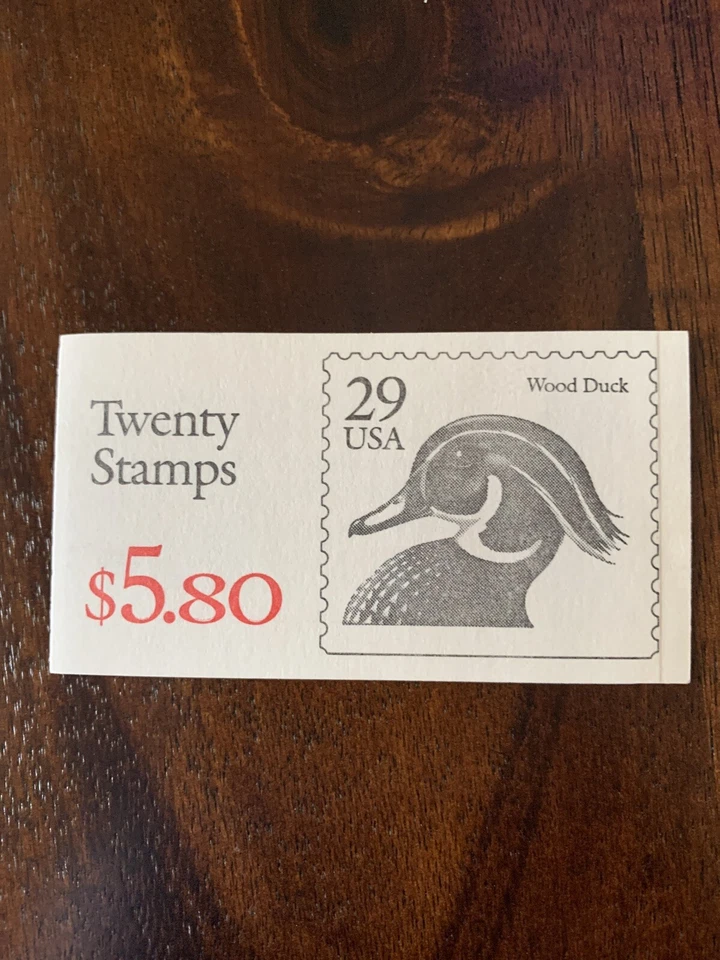 Twenty
Stamps
$5.80
29
USA
Wood Duck